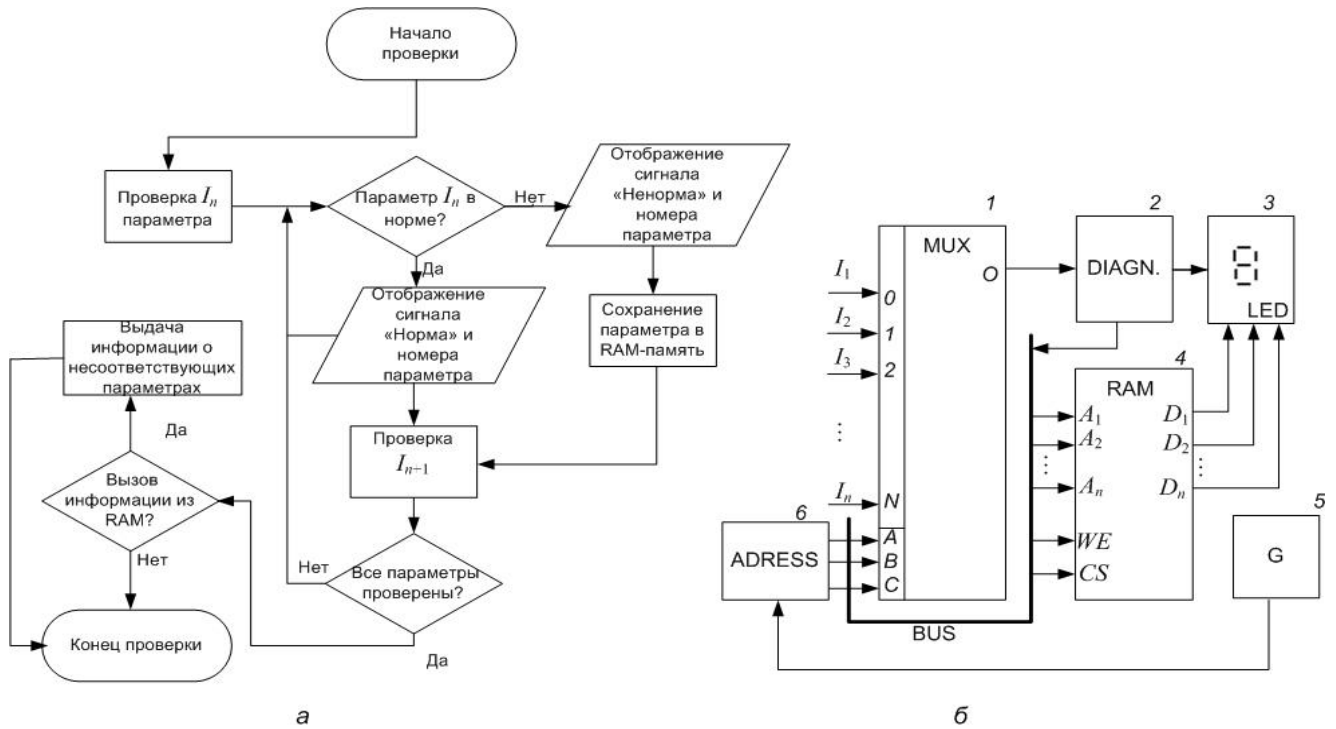 Начало
проверки
Проверка I_n
параметра
Параметр I_n в
норме?
Нет
Отображение
сигнала
«Ненорма» и
номера
параметра
Да
Отображение
сигнала
«Норма» и
номера
параметра
Сохранение
параметра в
RAM-память
Выдача
информации о
несоответствующих
параметрах
Да
Проверка
I_{n+1}
Вызов
информации из
RAM?
Нет
Нет
Все параметры
проверены?
Да
Конец проверки
а
1
MUX
O
I_1
0
I_2
1
I_3
2
⋮
I_n
N
A
B
C
2
DIAGN.
3
LED
4
RAM
A_1
D_1
A_2
D_2
⋮
⋮
A_n
D_n
WE
CS
5
G
6
ADRESS
BUS
б